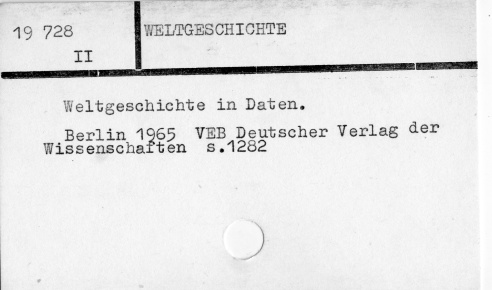 19 728
WELTGESCHICHTE
II
Weltgeschichte in Daten.
Berlin 1965 VEB Deutscher Verlag der
Wissenschaften s.1282